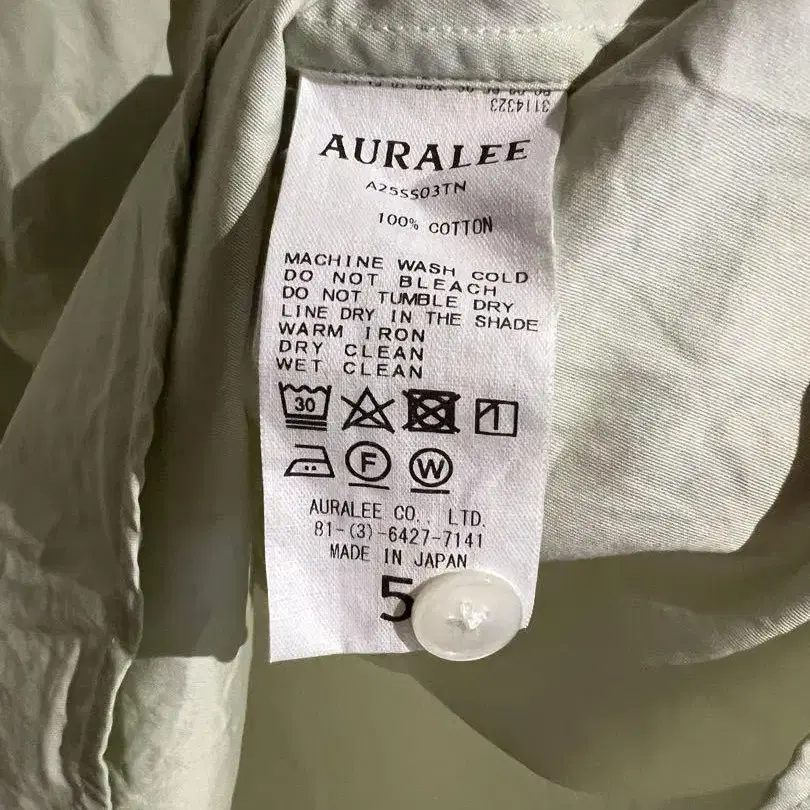 3114323
AURALEE
A25SS03TN
100% COTTON
MACHINE WASH COLD
DO NOT BLEACH
DO NOT TUMBLE DRY
LINE DRY IN THE SHADE
WARM IRON
DRY CLEAN
WET CLEAN
30
F W
AURALEE CO., LTD.
81-(3)-6427-7141
MADE IN JAPAN
5